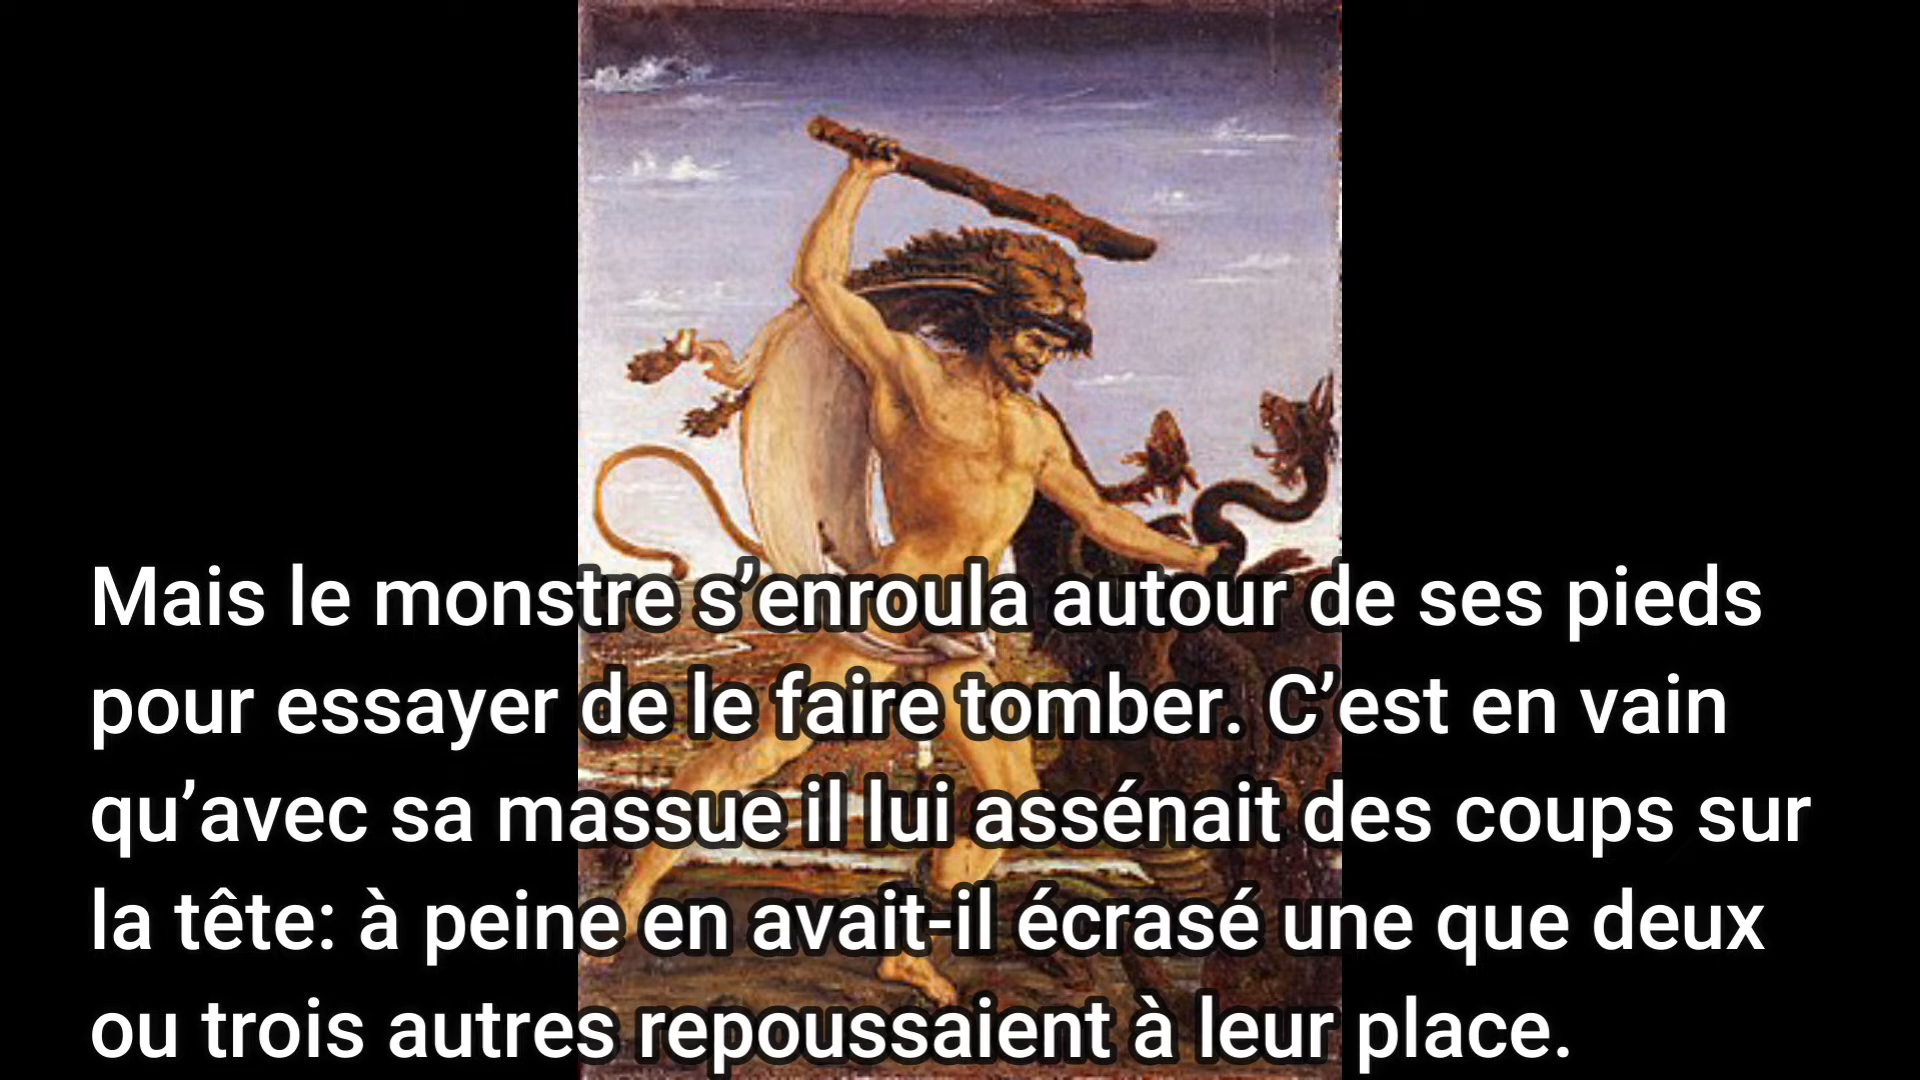 Mais le monstre s’enroula autour de ses pieds
pour essayer de le faire tomber. C’est en vain
qu’avec sa massue il lui assénait des coups sur
la tête: à peine en avait-il écrasé une que deux
ou trois autres repoussaient à leur place.